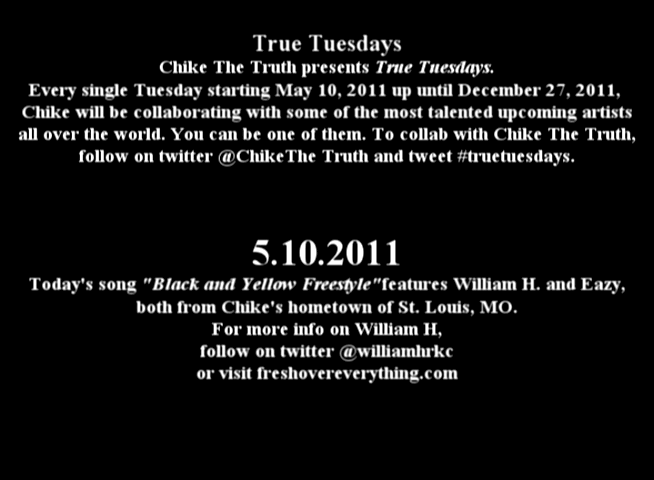 True Tuesdays
Chike The Truth presents True Tuesdays.
Every single Tuesday starting May 10, 2011 up until December 27, 2011,
Chike will be collaborating with some of the most talented upcoming artists
all over the world. You can be one of them. To collab with Chike The Truth,
follow on twitter @ChikeThe Truth and tweet #truetuesdays.
5.10.2011
Today's song "Black and Yellow Freestyle"features William H. and Eazy,
both from Chike's hometown of St. Louis, MO.
For more info on William H,
follow on twitter @williamhrkc
or visit freshovereverything.com